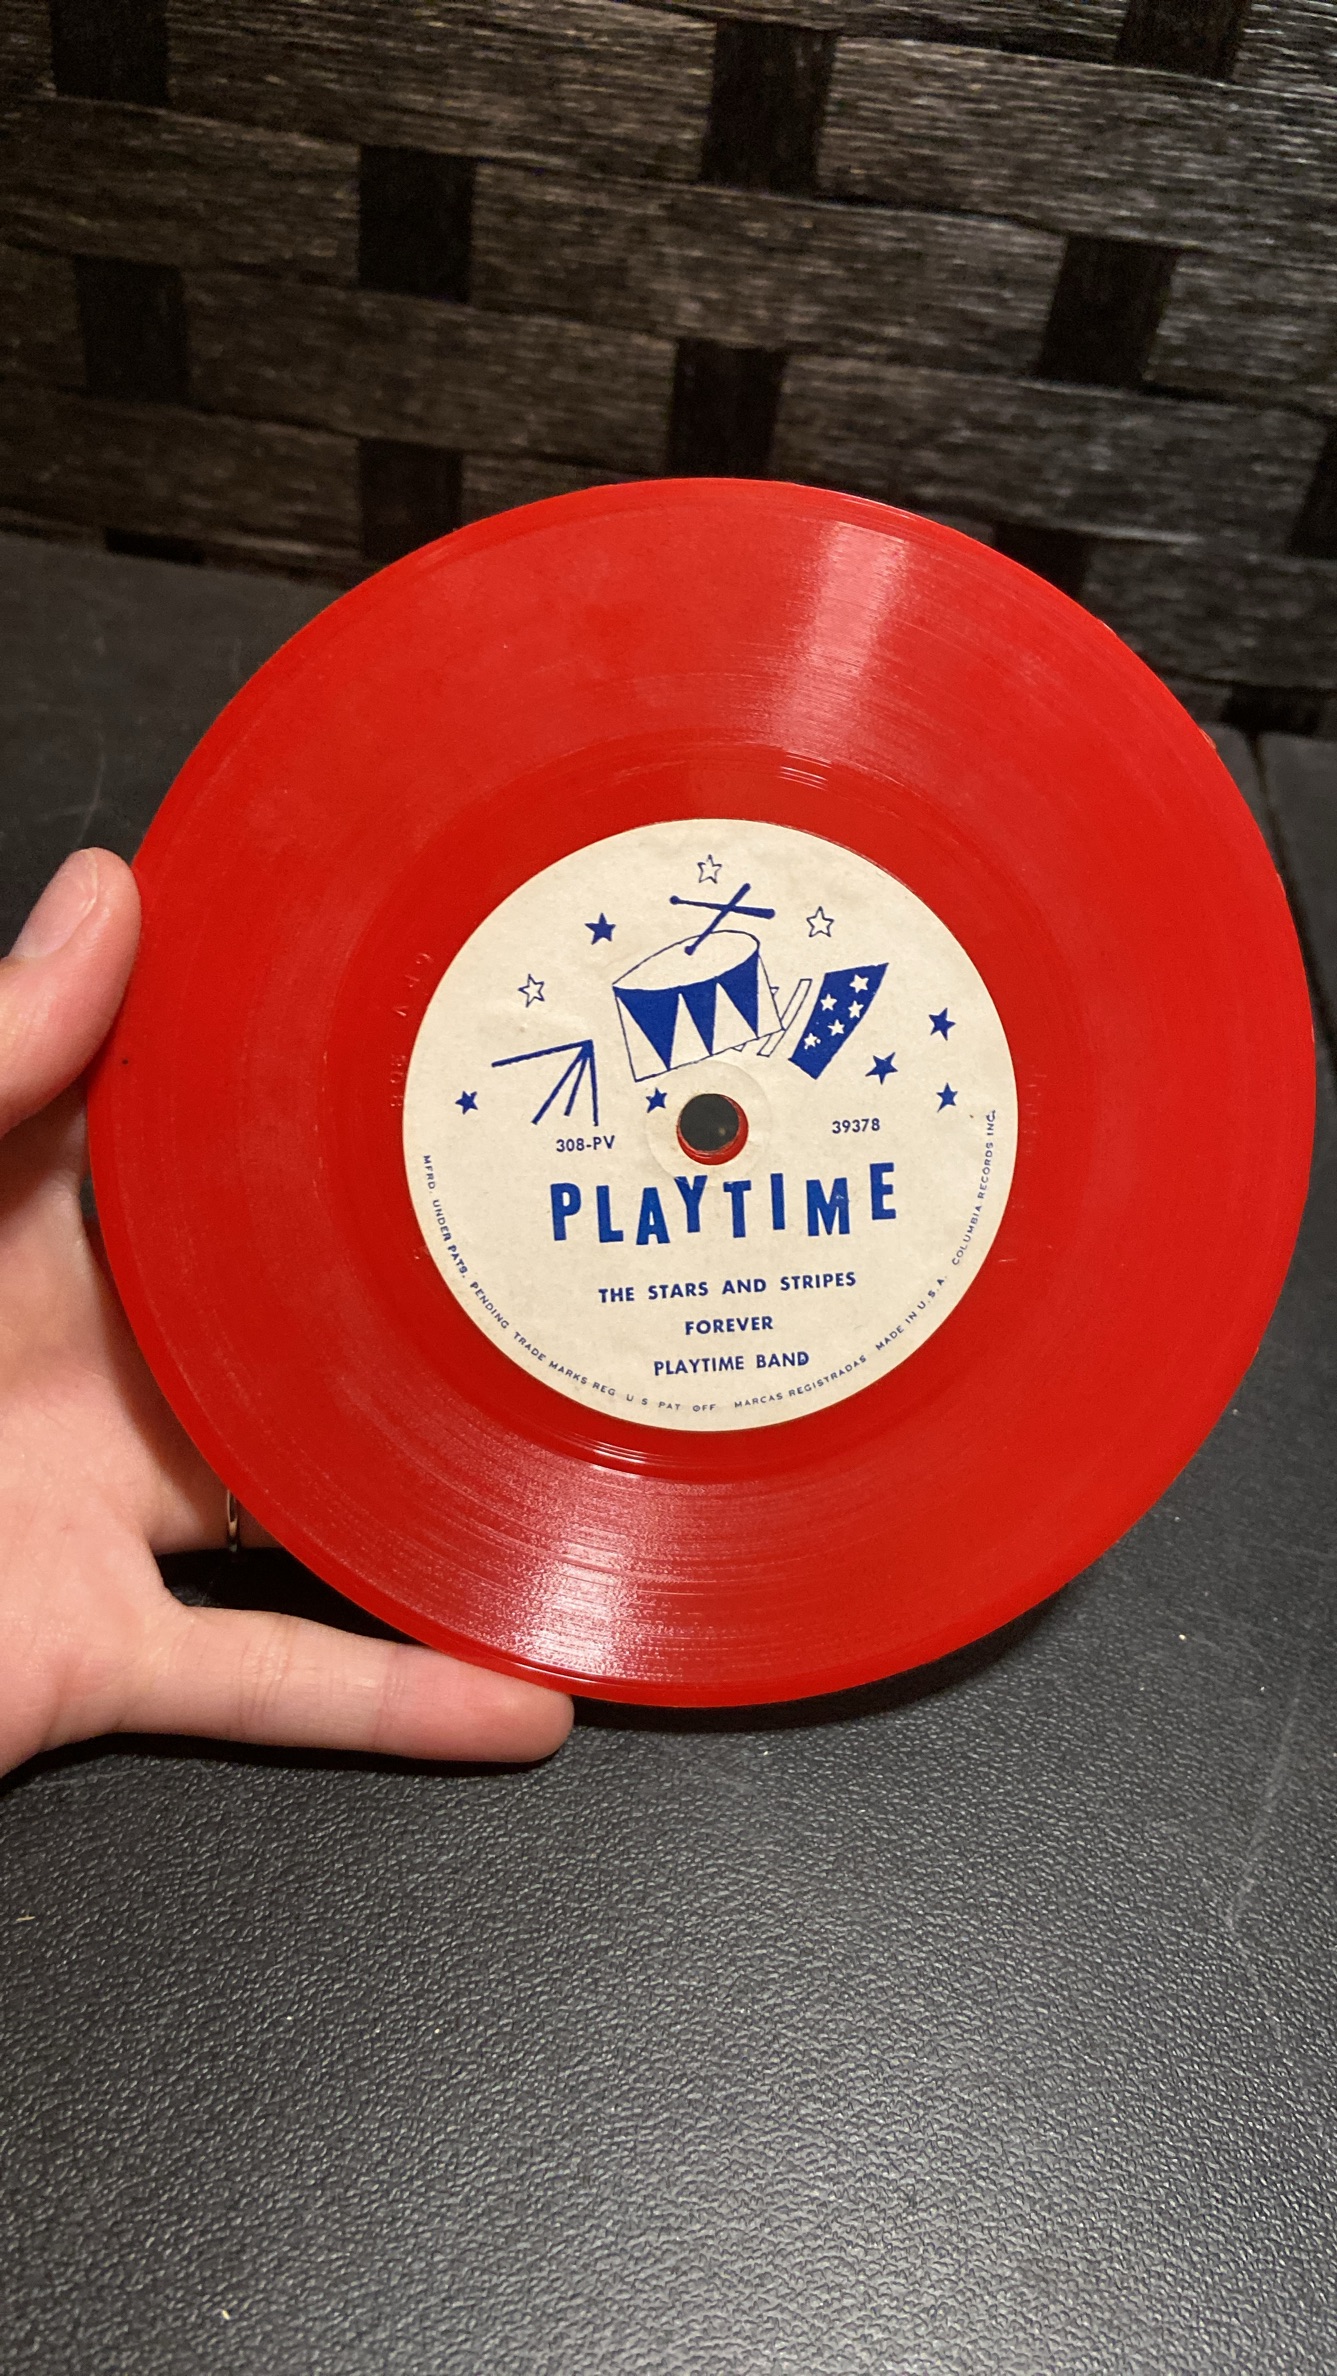 308-PV
39378
PLAYTIME
THE STARS AND STRIPES
FOREVER
PLAYTIME BAND
MFRD. UNDER PATS. PENDING TRADE MARKS REG U S PAT OFF MARCAS REGISTRADAS MADE IN U.S.A. COLUMBIA RECORDS INC.